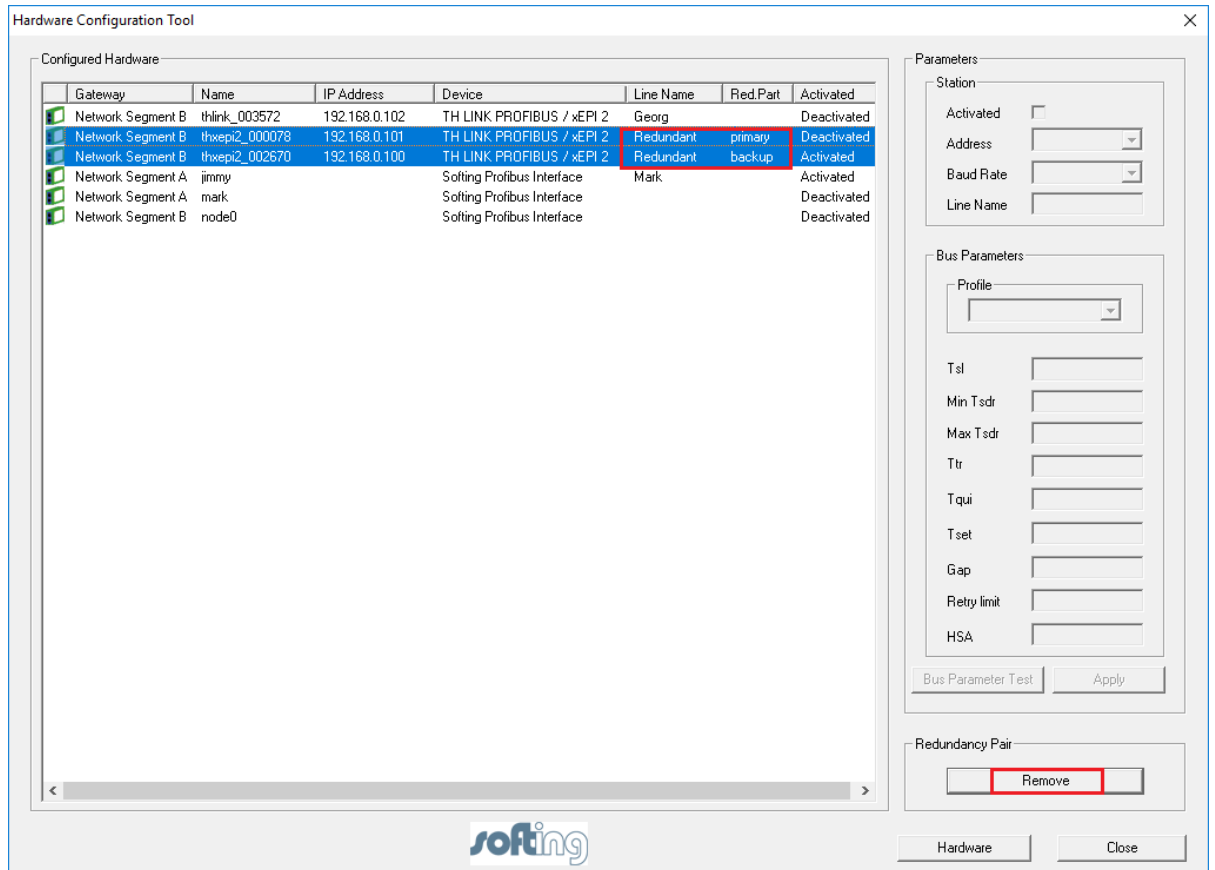 Hardware Configuration Tool
Configured Hardware
Gateway Name IP Address Device Line Name Red.Part Activated
Network Segment B thlink_003572 192.168.0.102 TH LINK PROFIBUS / xEPI 2 Georg Deactivated
Network Segment B thxepi2_000078 192.168.0.101 TH LINK PROFIBUS / xEPI 2 Redundant primary Deactivated
Network Segment B thxepi2_002670 192.168.0.100 TH LINK PROFIBUS / xEPI 2 Redundant backup Activated
Network Segment A jimmy Softing Profibus Interface Mark Activated
Network Segment A mark Softing Profibus Interface Deactivated
Network Segment B node0 Softing Profibus Interface Deactivated
Parameters
Station
Activated
Address
Baud Rate
Line Name
Bus Parameters
Profile
Tsl
Min Tsdr
Max Tsdr
Ttr
Tqui
Tset
Gap
Retry limit
HSA
Bus Parameter Test Apply
Redundancy Pair
Remove
softing
Hardware Close